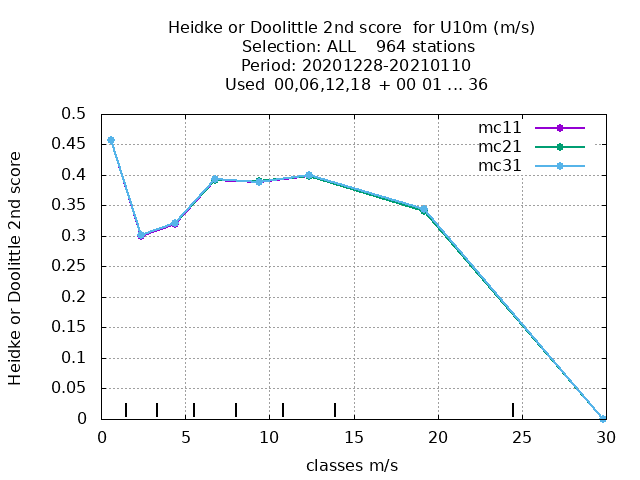 Heidke or Doolittle 2nd score  for U10m (m/s)
Selection: ALL    964 stations
Period: 20201228-20210110
Used  00,06,12,18  + 00 01 ... 36
mc11
mc21
mc31
Heidke or Doolittle 2nd score
0.5
0.45
0.4
0.35
0.3
0.25
0.2
0.15
0.1
0.05
0
0 5 10 15 20 25 30
classes m/s